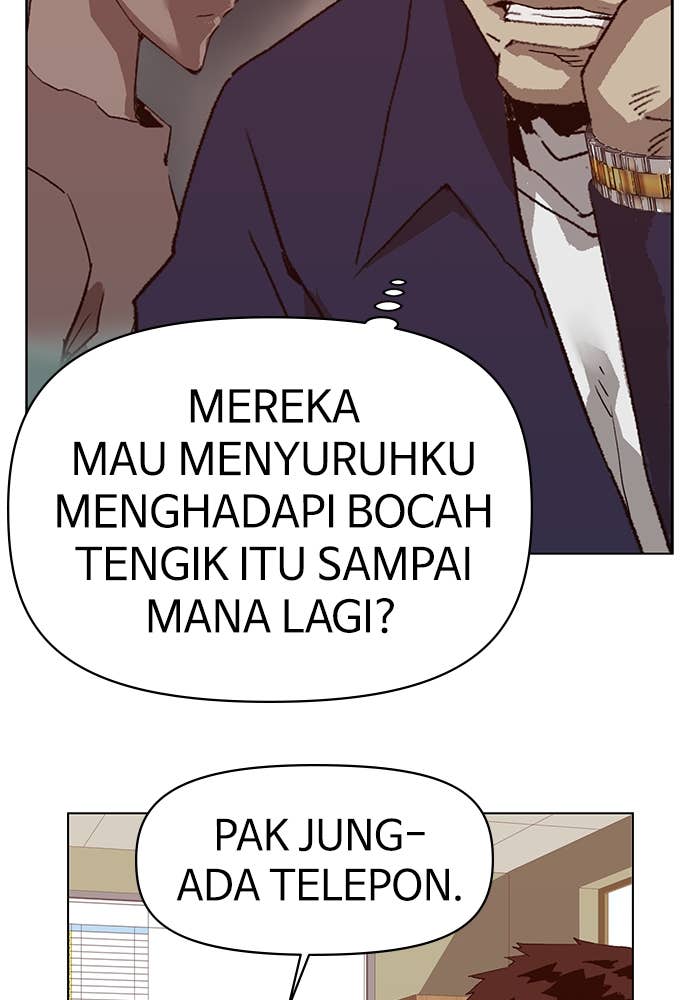 MEREKA
MAU MENYURUHKU
MENGHADAPI BOCAH
TENGIK ITU SAMPAI
MANA LAGI?
PAK JUNG-
ADA TELEPON.